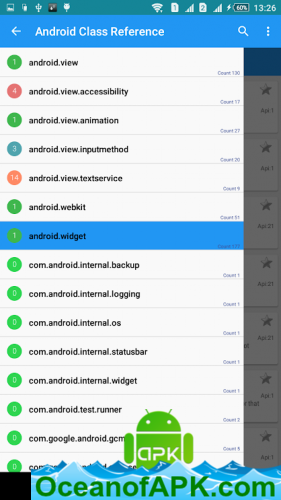 60% 13:26
Android Class Reference
1 android.view
Count 130
4 android.view.accessibility
Count 17
Api:1
1 android.view.animation
Count 27
3 android.view.inputmethod
Count 20
Api:1
14 android.view.textservice
Count 9
1 android.webkit
Count 51
Api:21
1 android.widget
0 com.android.internal.backup
Count 1
Api:1
0 com.android.internal.logging
Count 1
0 com.android.internal.os
Count 1
Api:21
0 com.android.internal.statusbar
Count 1
0 com.android.internal.widget
Count 1
Api:1
0 com.android.test.runner
Count 2
0 com.google.android.gcm
Count 5
APK
OceanofAPK.com